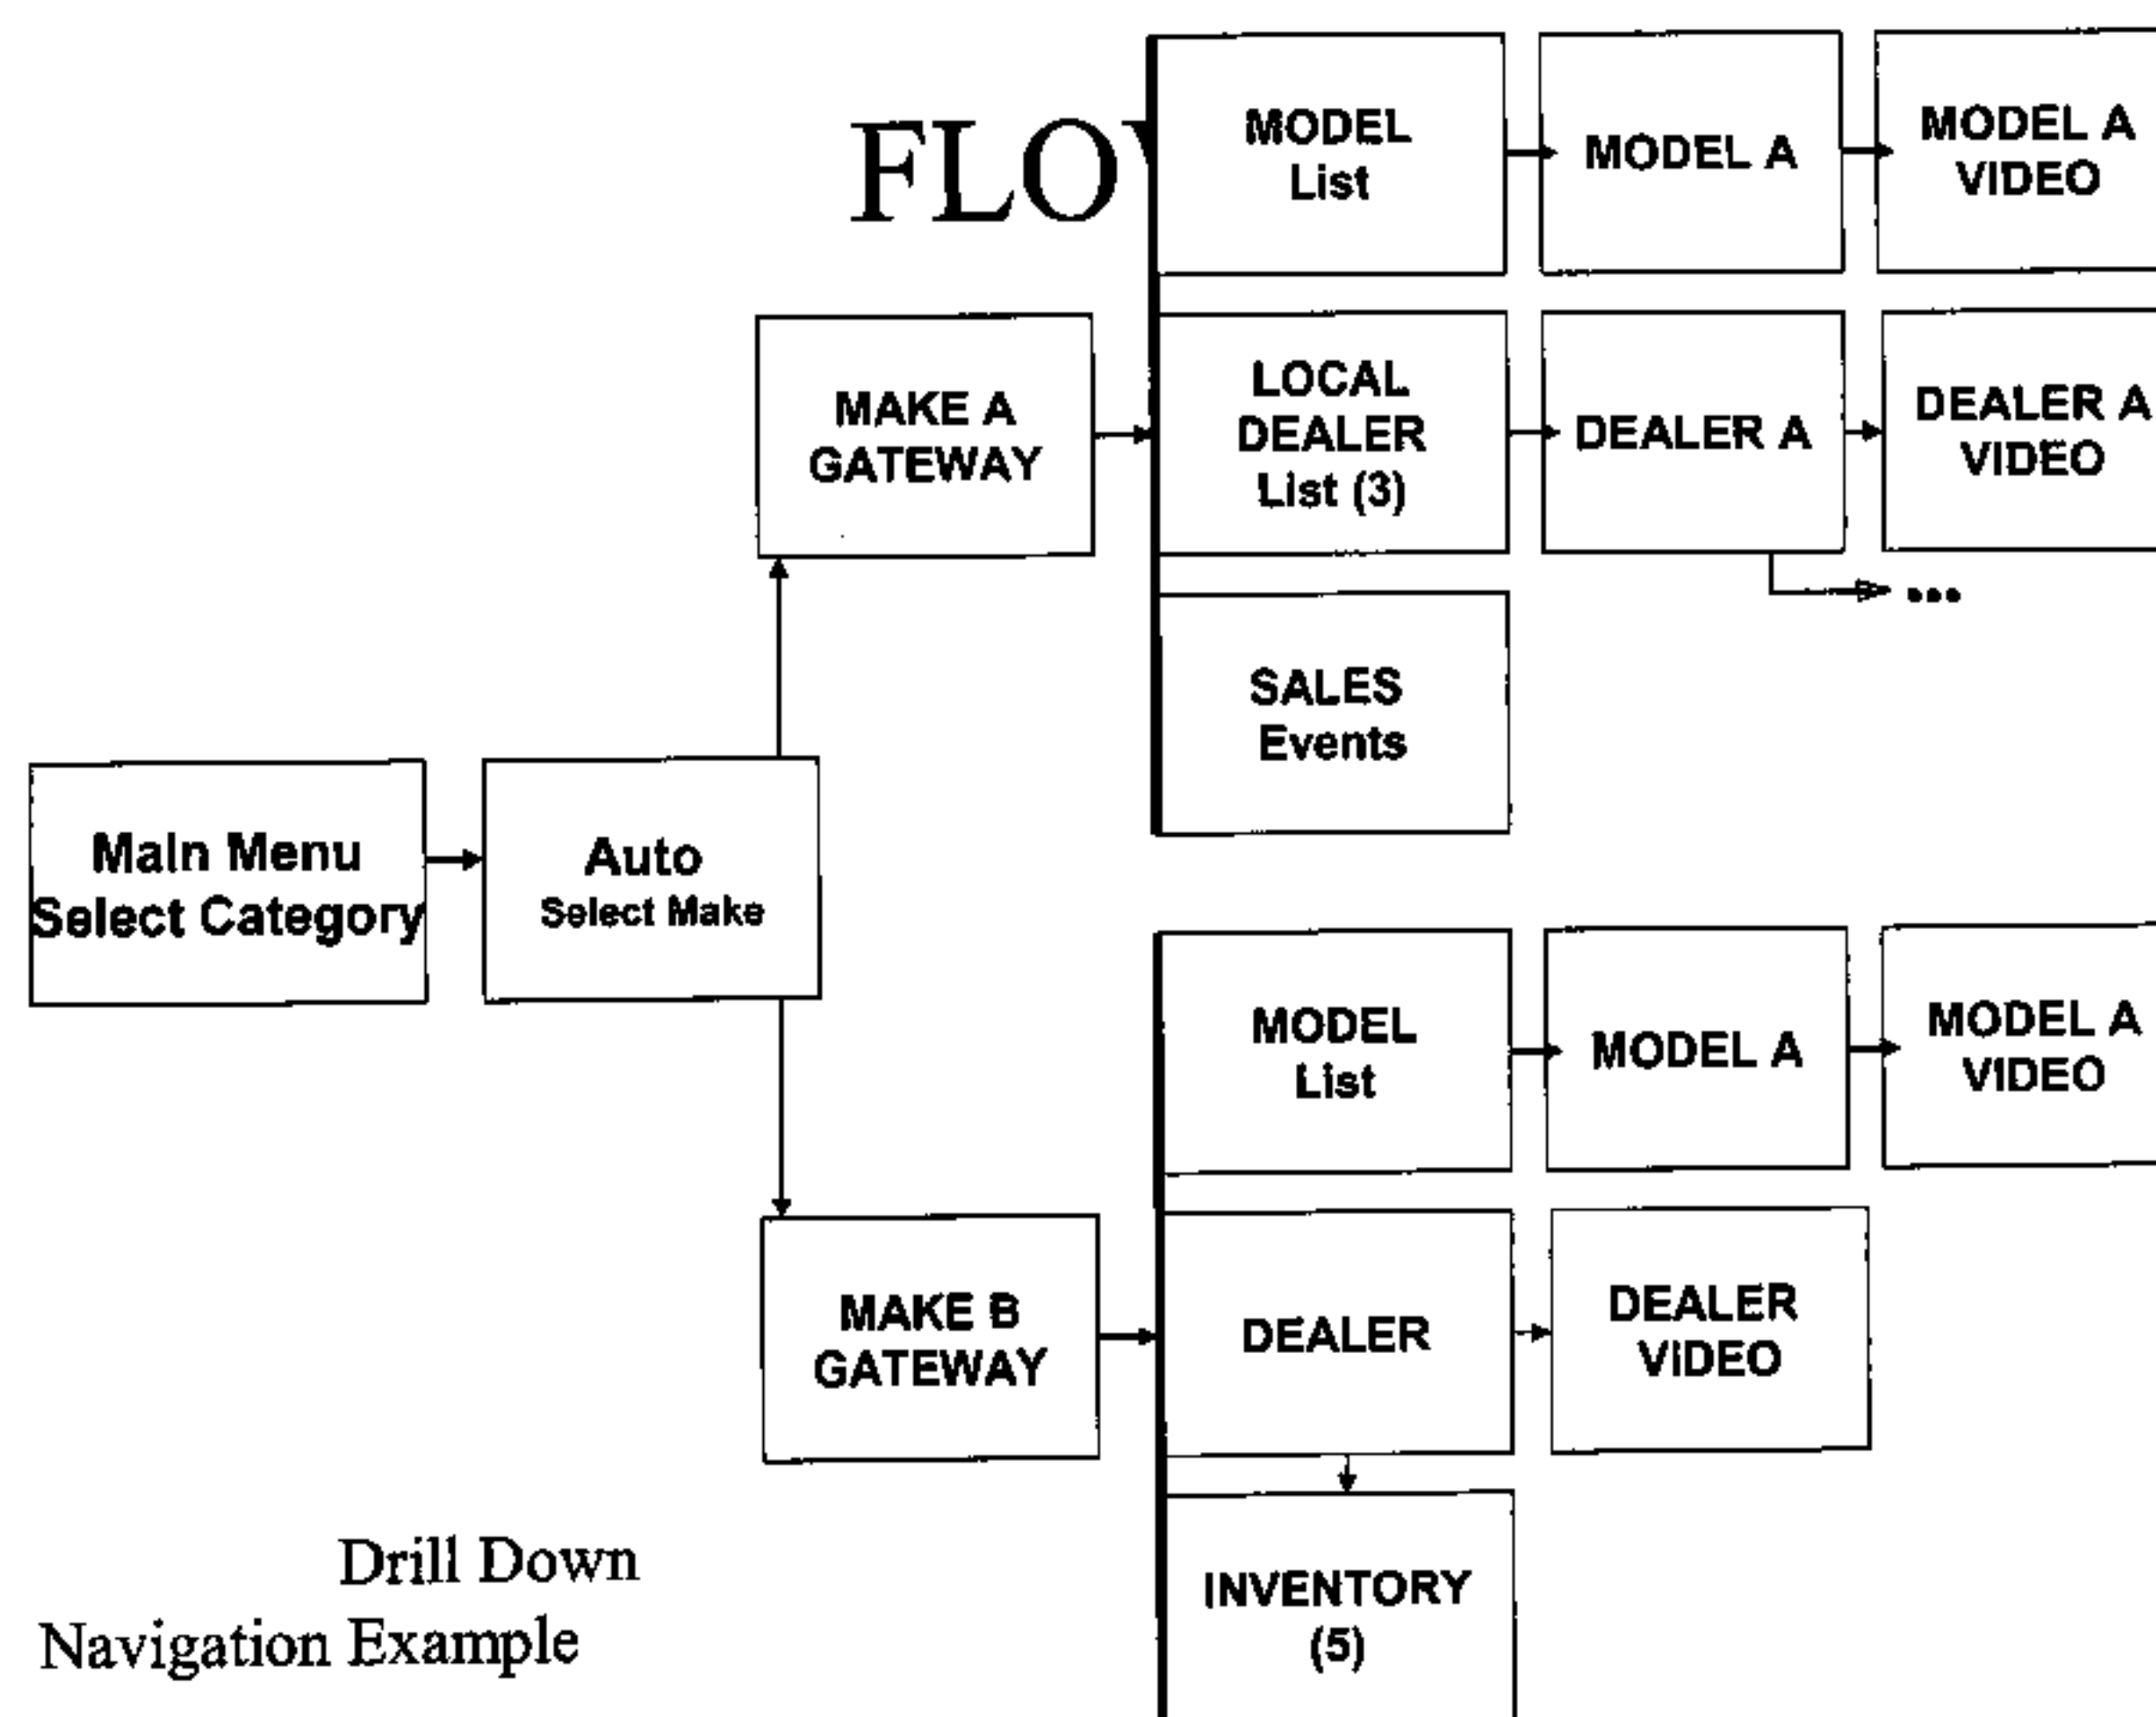 FLO
MODEL
List
MODEL A
MODEL A
VIDEO
MAKE A
GATEWAY
LOCAL
DEALER
List (3)
DEALER A
DEALER A
VIDEO
•••
SALES
Events
Main Menu
Select Category
Auto
Select Make
MODEL
List
MODEL A
MODEL A
VIDEO
MAKE B
GATEWAY
DEALER
DEALER
VIDEO
INVENTORY
(5)
Drill Down
Navigation Example